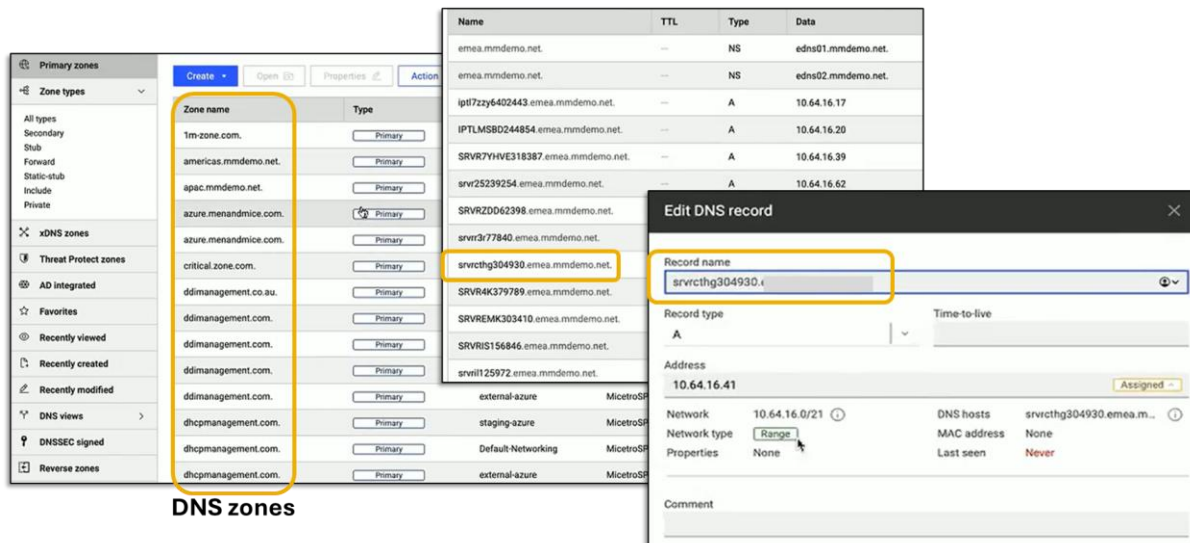 Primary zones
Zone types
All types
Secondary
Stub
Forward
Static-stub
Include
Private
xDNS zones
Threat Protect zones
AD integrated
Favorites
Recently viewed
Recently created
Recently modified
DNS views
DNSSEC signed
Reverse zones
Create Open Properties Action
Zone name Type
1m-zone.com. Primary
americas.mmdemo.net. Primary
apac.mmdemo.net. Primary
azure.menandmice.com. Primary
azure.menandmice.com. Primary
critical.zone.com. Primary
ddimanagement.co.au. Primary
ddimanagement.com. Primary
ddimanagement.com. Primary
ddimanagement.com. Primary
ddimanagement.com. Primary external-azure MicetroSP
dhcpmanagement.com. Primary staging-azure MicetroSP
dhcpmanagement.com. Primary Default-Networking MicetroSP
dhcpmanagement.com. Primary external-azure MicetroSP
DNS zones
Name TTL Type Data
emea.mmdemo.net. --- NS edns01.mmdemo.net.
emea.mmdemo.net. --- NS edns02.mmdemo.net.
iptl7zzy6402443.emea.mmdemo.net. --- A 10.64.16.17
IPTLMSBD244854.emea.mmdemo.net. --- A 10.64.16.20
SRVR7YHVE318387.emea.mmdemo.net. --- A 10.64.16.39
srvr25239254.emea.mmdemo.net. --- A 10.64.16.62
SRVRZDD62398.emea.mmdemo.net.
srvrr3r77840.emea.mmdemo.net.
srvrcthg304930.emea.mmdemo.net.
SRVR4K379789.emea.mmdemo.net.
SRVREMK303410.emea.mmdemo.net.
SRVRIS156846.emea.mmdemo.net.
srvril125972.emea.mmdemo.net.
Edit DNS record
Record name
srvrcthg304930.
Record type Time-to-live
A
Address
10.64.16.41 Assigned
Network 10.64.16.0/21 DNS hosts srvrcthg304930.emea.m...
Network type Range MAC address None
Properties None Last seen Never
Comment